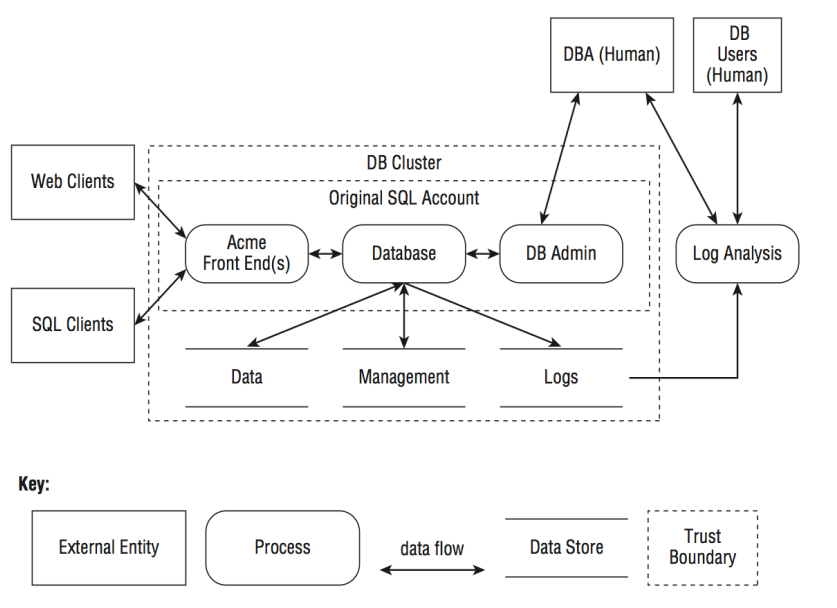 DBA (Human)
DB
Users
(Human)
Web Clients
DB Cluster
Original SQL Account
Acme
Front End(s)
Database
DB Admin
Log Analysis
SQL Clients
Data
Management
Logs
Key:
External Entity
Process
data flow
Data Store
Trust
Boundary